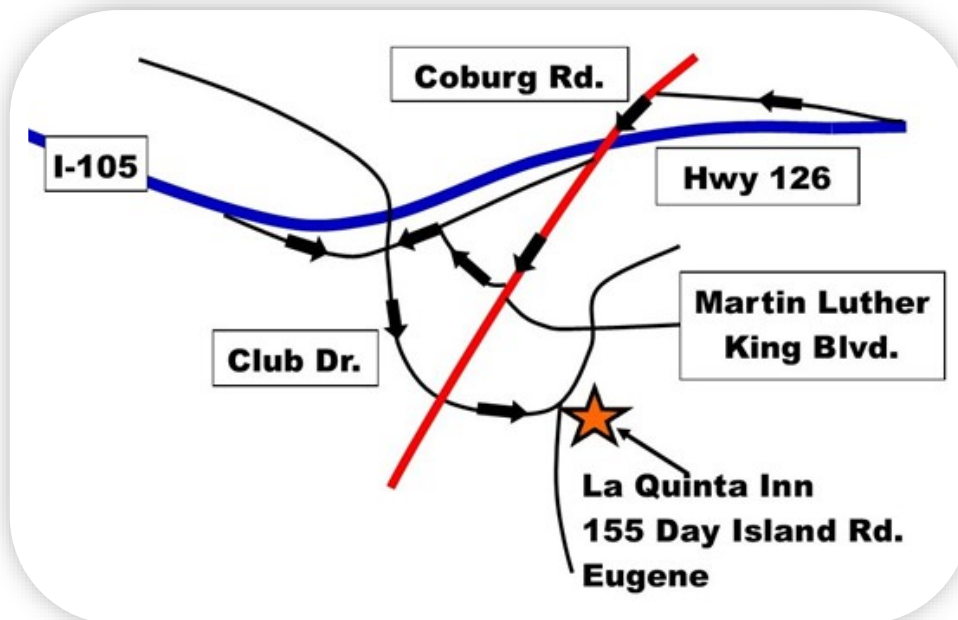 Coburg Rd.
I-105
Hwy 126
Martin Luther
King Blvd.
Club Dr.
La Quinta Inn
155 Day Island Rd.
Eugene